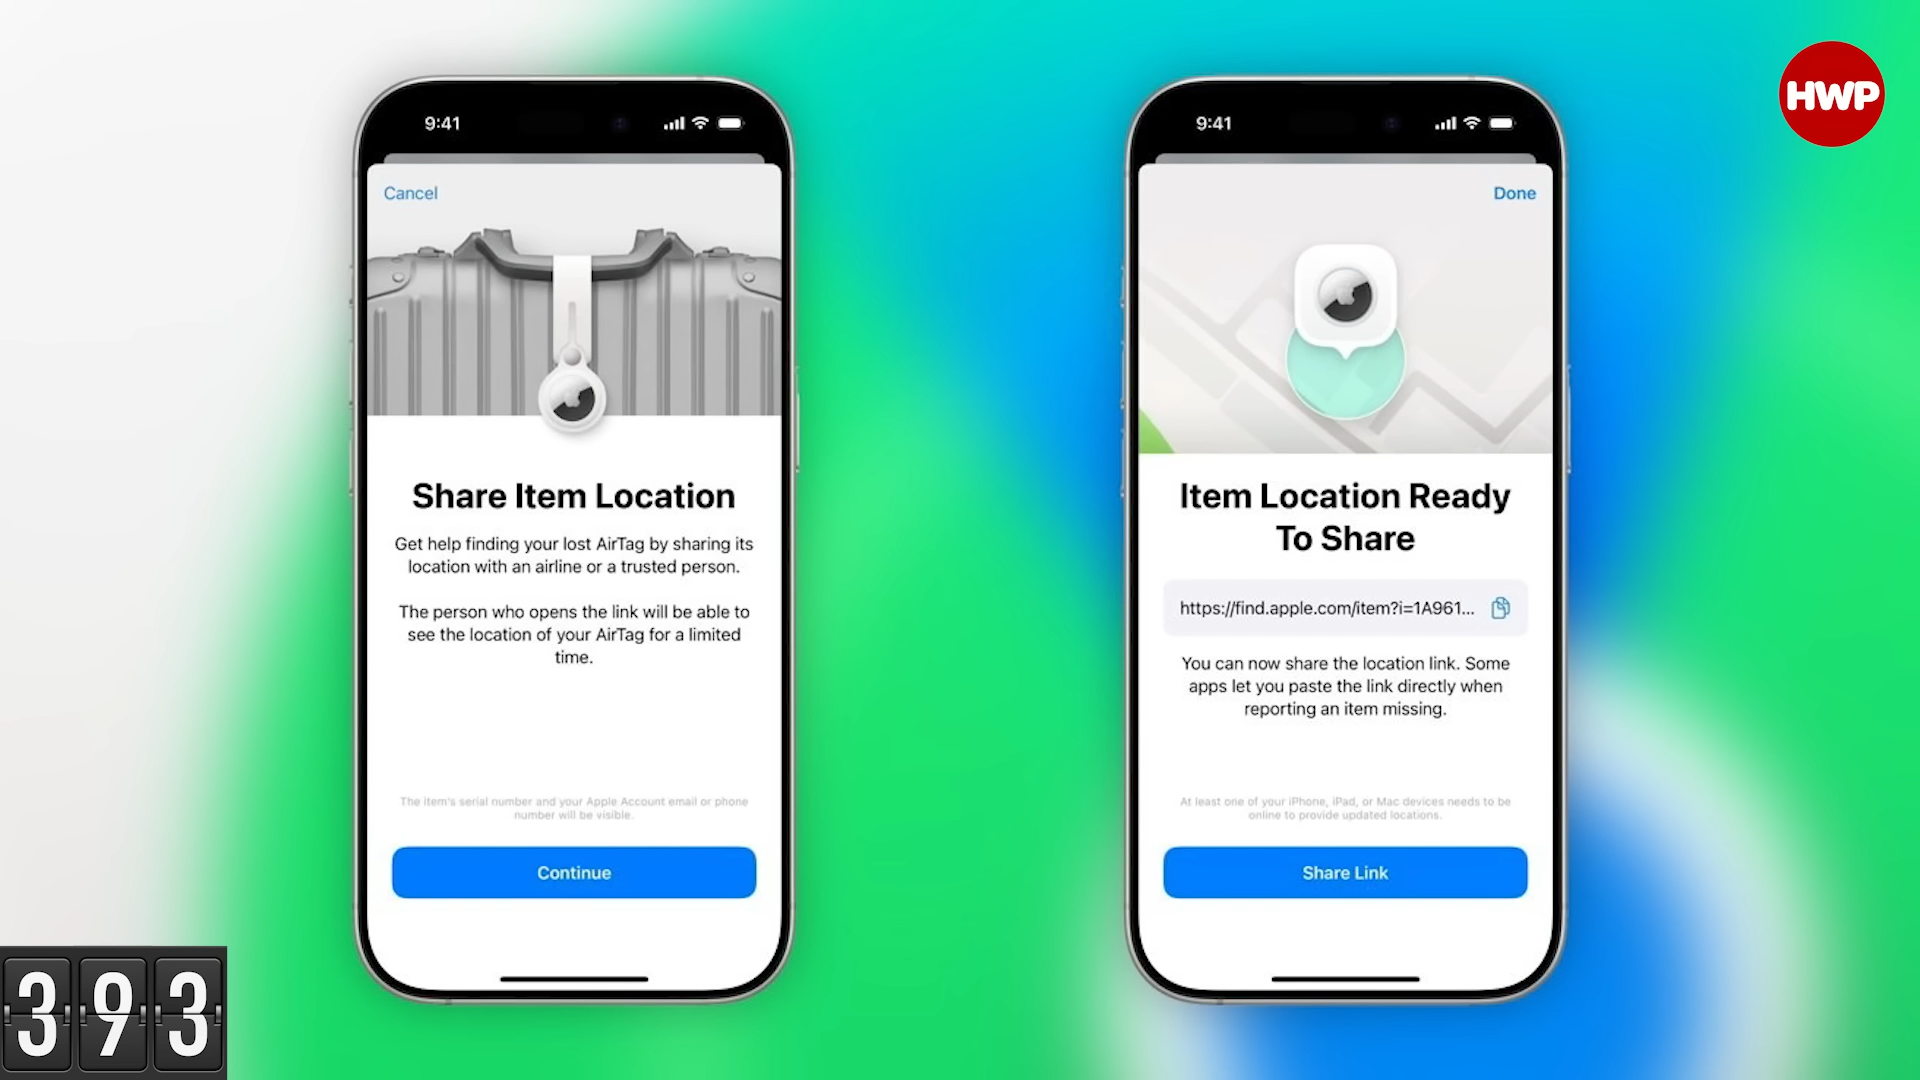 HWP
9:41
Cancel
Share Item Location
Get help finding your lost AirTag by sharing its
location with an airline or a trusted person.
The person who opens the link will be able to
see the location of your AirTag for a limited
time.
The item's serial number and your Apple Account email or phone
number will be visible.
Continue
9:41
Done
Item Location Ready
To Share
https://find.apple.com/item?i=1A961...
You can now share the location link. Some
apps let you paste the link directly when
reporting an item missing.
At least one of your iPhone, iPad, or Mac devices needs to be
online to provide updated locations.
Share Link
393